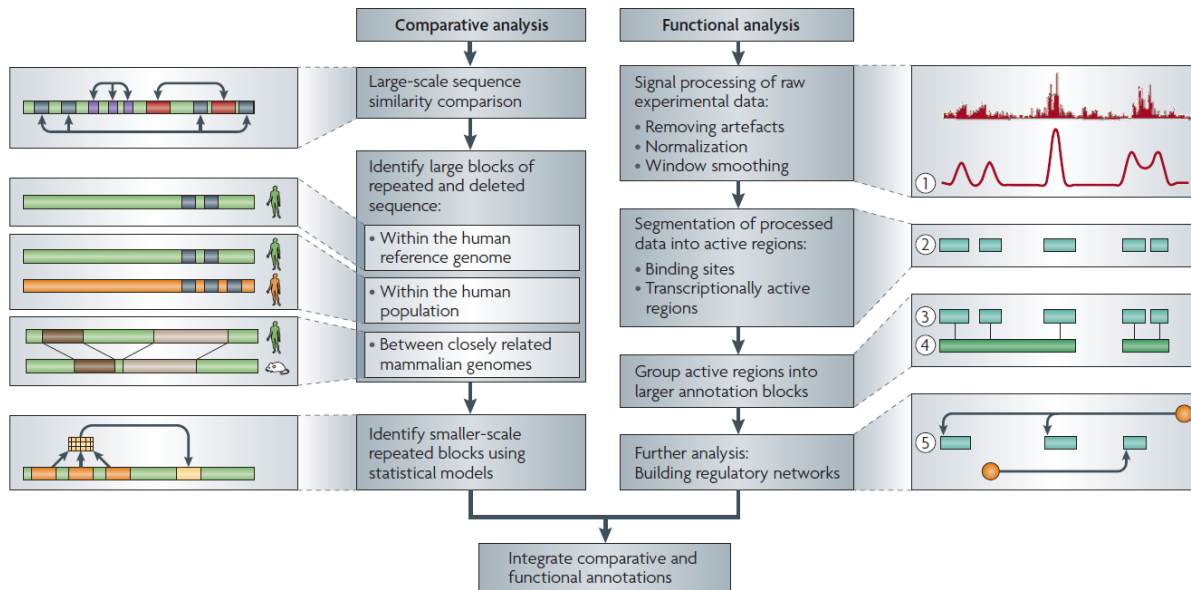 Comparative analysis
Large-scale sequence
similarity comparison
Identify large blocks of
repeated and deleted
sequence:
• Within the human
reference genome
• Within the human
population
• Between closely related
mammalian genomes
Identify smaller-scale
repeated blocks using
statistical models
Functional analysis
Signal processing of raw
experimental data:
• Removing artefacts
• Normalization
• Window smoothing
1
Segmentation of processed
data into active regions:
• Binding sites
• Transcriptionally active
regions
2
Group active regions into
larger annotation blocks
3
4
Further analysis:
Building regulatory networks
5
Integrate comparative and
functional annotations